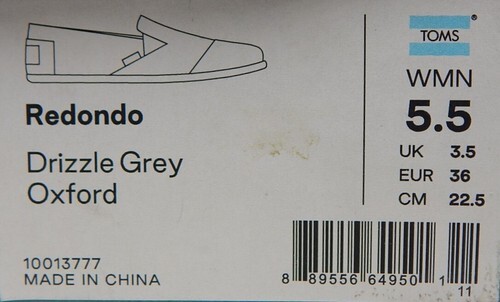 Redondo
Drizzle Grey
Oxford
10013777
MADE IN CHINA
TOMS®
WMN
5.5
UK 3.5
EUR 36
CM 22.5
8 89556 64950 1
11